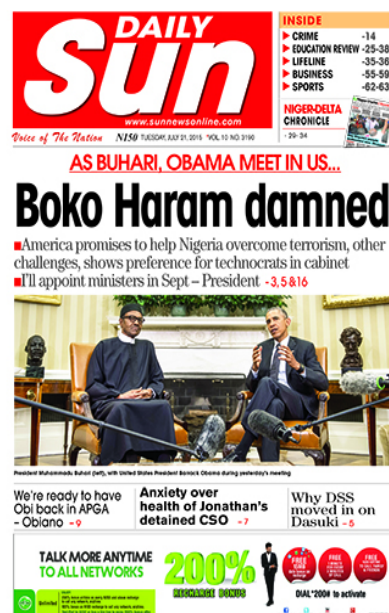 DAILY
Sun
www.sunnewsonline.com
Voice of The Nation N150 TUESDAY, JULY 21, 2015 VOL 10 NO 3190
INSIDE
CRIME -14
EDUCATION REVIEW -25-38
LIFELINE -35-36
BUSINESS -55-59
SPORTS -62-63
NIGER-DELTA
CHRONICLE
- 29-34
AS BUHARI, OBAMA MEET IN US...
Boko Haram damned
America promises to help Nigeria overcome terrorism, other
challenges, shows preference for technocrats in cabinet
I'll appoint ministers in Sept – President -3, 5 &16
President Muhammadu Buhari (left), with United States President Barack Obama during yesterday's meeting
We're ready to have
Obi back in APGA
– Obiano - 9
Anxiety over
health of Jonathan's
detained CSO - 7
Why DSS
moved in on
Dasuki - 5
TALK MORE ANYTIME
TO ALL NETWORKS
Unlimited
200%
RECHARGE BONUS
FREE
FREE
FREE
DIAL *200# to activate